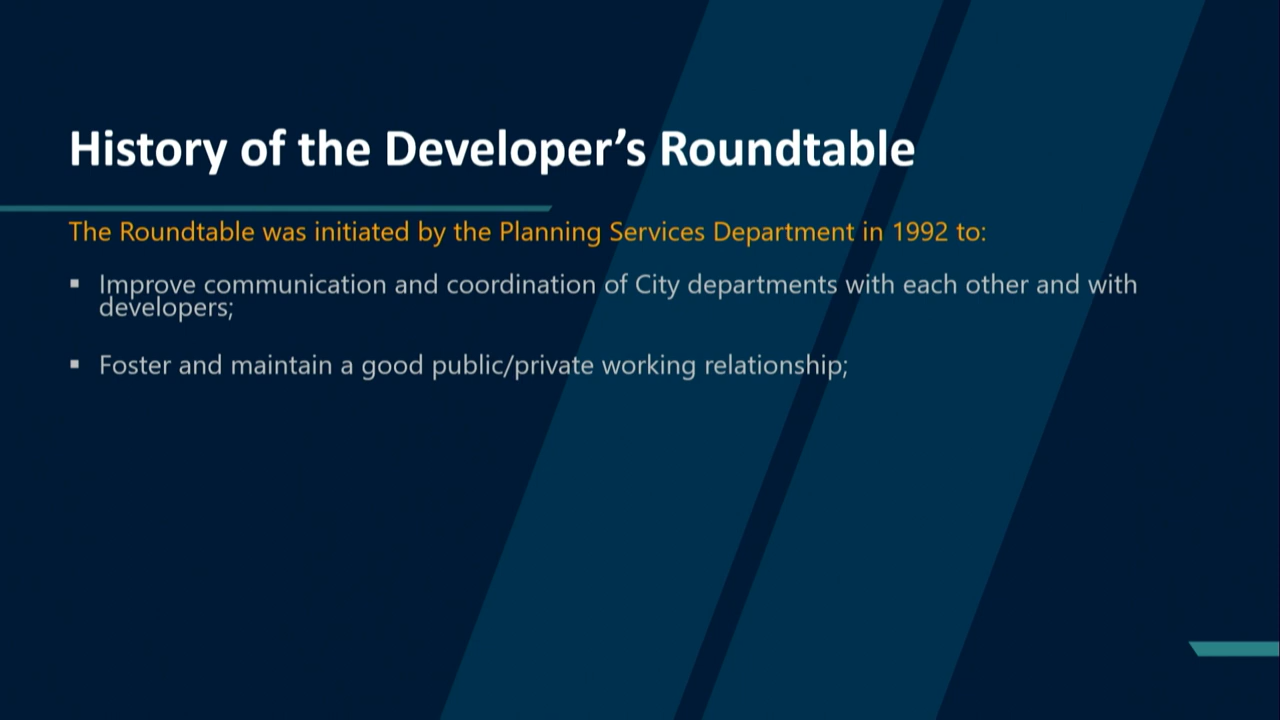 History of the Developer’s Roundtable
The Roundtable was initiated by the Planning Services Department in 1992 to:
▪ Improve communication and coordination of City departments with each other and with
developers;
▪ Foster and maintain a good public/private working relationship;